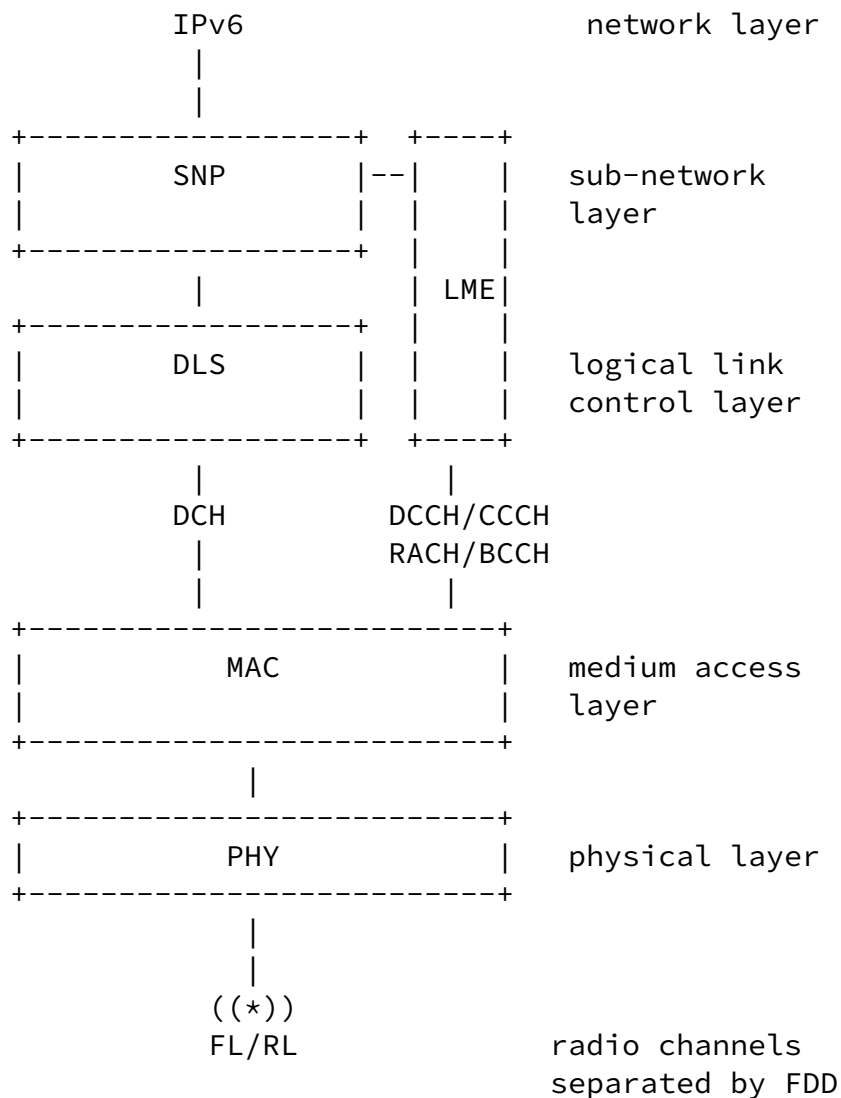 IPv6 network layer
SNP sub-network
layer
LME
DLS logical link
control layer
DCH DCCH/CCCH
RACH/BCCH
MAC medium access
layer
PHY physical layer
((*))
FL/RL radio channels
separated by FDD